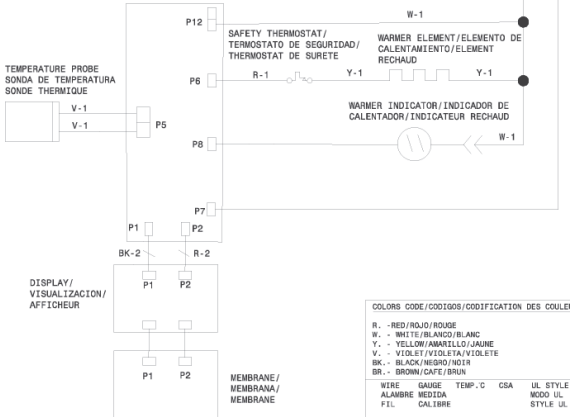 P12
W-1
SAFETY THERMOSTAT/
TERMOSTATO DE SEGURIDAD/
THERMOSTAT DE SURETE
WARMER ELEMENT/ELEMENTO DE
CALENTAMIENTO/ELEMENT
RECHAUD
TEMPERATURE PROBE
SONDA DE TEMPERATURA
SONDE THERMIQUE
P6
R-1
Y-1
Y-1
V-1
V-1
P5
WARMER INDICATOR/INDICADOR DE
CALENTADOR/INDICATEUR RECHAUD
P8
W-1
P7
P1
P2
BK-2
R-2
DISPLAY/
VISUALIZACION/
AFFICHEUR
P1
P2
P1
P2
MEMBRANE/
MEMBRANA/
MEMBRANE
COLORS CODE/CODIGOS/CODIFICATION DES COULE
R. -RED/ROJO/ROUGE
W. - WHITE/BLANCO/BLANC
Y. - YELLOW/AMARILLO/JAUNE
V. - VIOLET/VIOLETA/VIOLETE
BK.- BLACK/NEGRO/NOIR
BR.- BROWN/CAFE/BRUN
WIRE GAUGE TEMP.°C CSA UL STYLE
ALAMBRE MEDIDA MODO UL
FIL CALIBRE STYLE UL